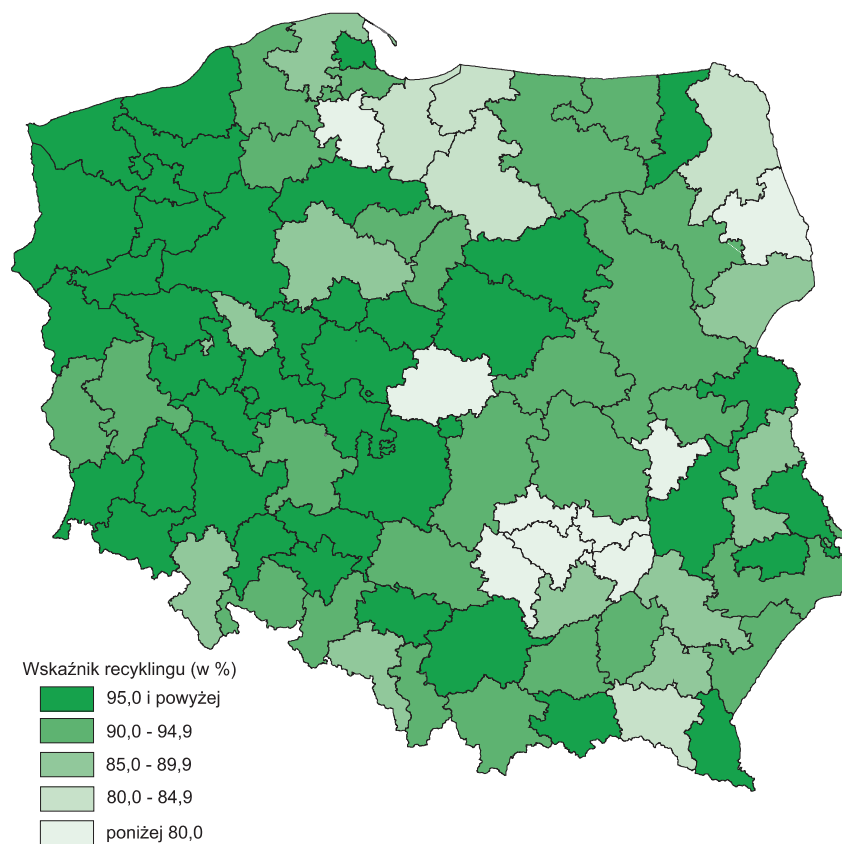 Wskaźnik recyklingu (w %)
95,0 i powyżej
90,0 - 94,9
85,0 - 89,9
80,0 - 84,9
poniżej 80,0